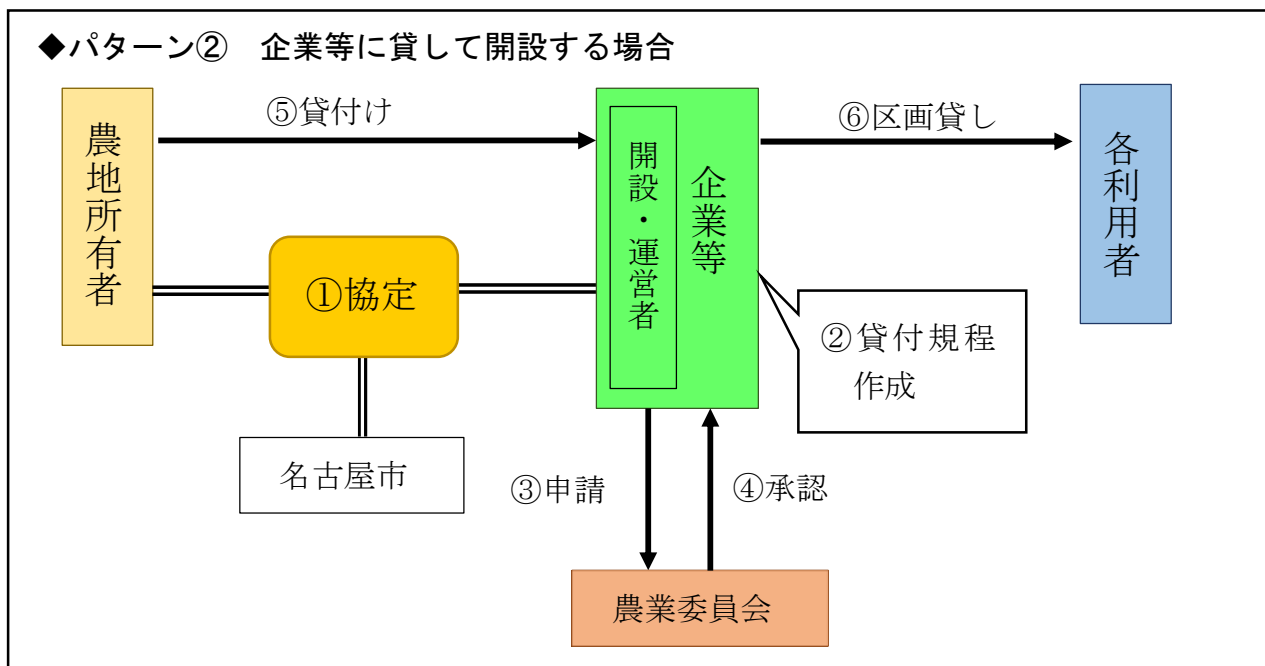 ◆パターン② 企業等に貸して開設する場合
農地所有者
⑤貸付け
開設・運営者
企業等
⑥区画貸し
各利用者
①協定
②貸付規程
作成
名古屋市
③申請
④承認
農業委員会